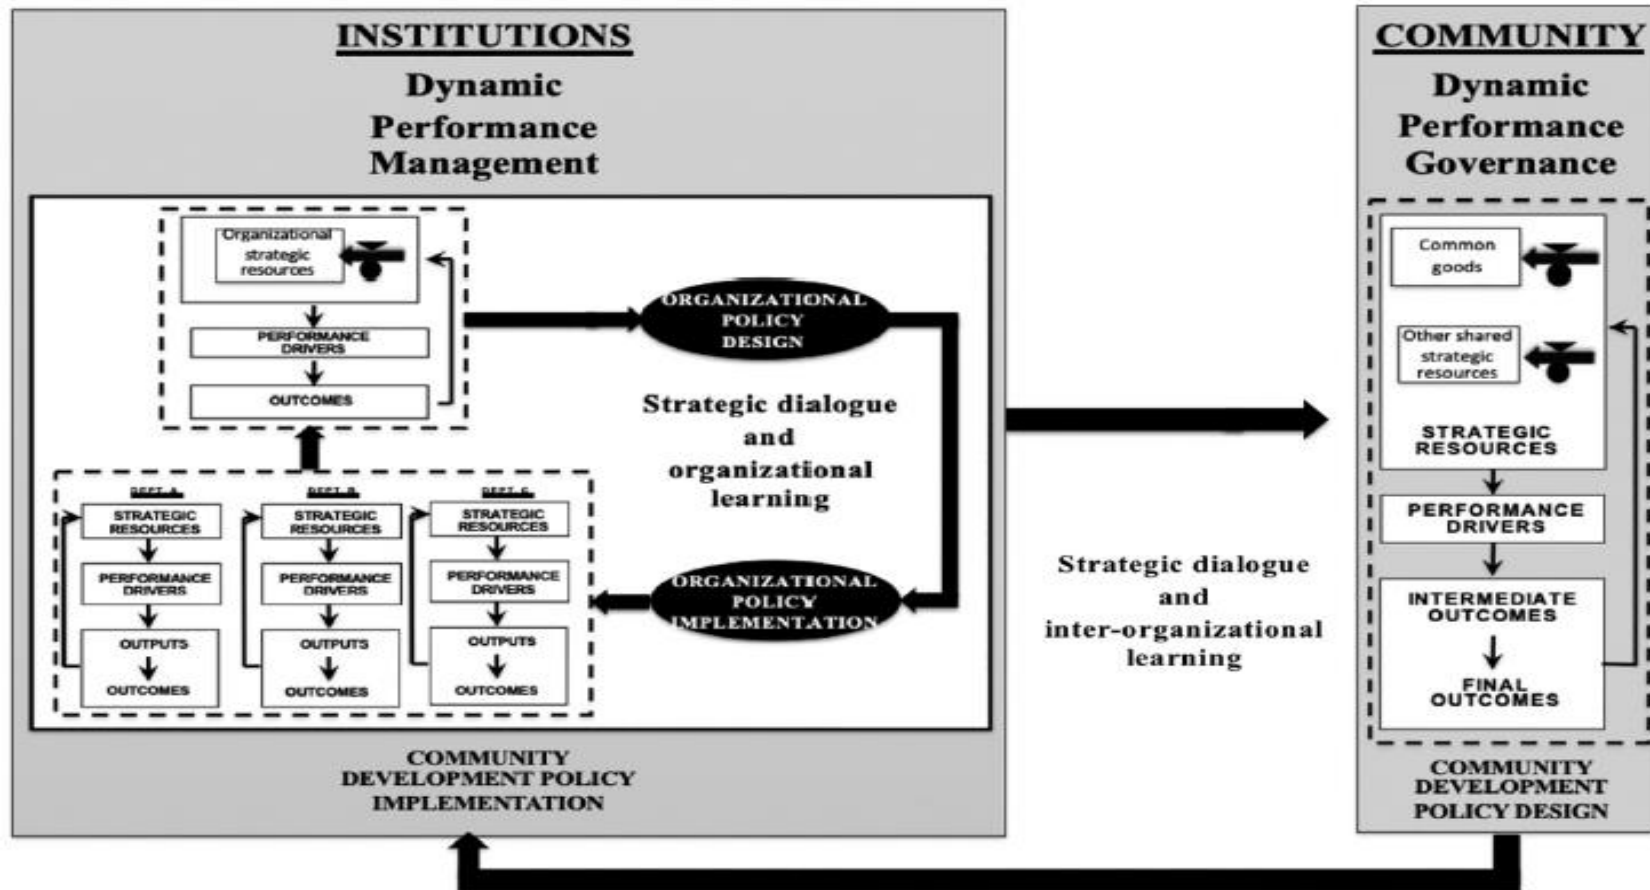 INSTITUTIONS
Dynamic
Performance
Management
Organizational
strategic
resources
PERFORMANCE
DRIVERS
OUTCOMES
ORGANIZATIONAL
POLICY
DESIGN
Strategic dialogue
and
organizational
learning
ORGANIZATIONAL
POLICY
IMPLEMENTATION
DEPT A
STRATEGIC
RESOURCES
PERFORMANCE
DRIVERS
OUTPUTS
OUTCOMES
DEPT B
STRATEGIC
RESOURCES
PERFORMANCE
DRIVERS
OUTPUTS
OUTCOMES
DEPT C
STRATEGIC
RESOURCES
PERFORMANCE
DRIVERS
OUTPUTS
OUTCOMES
COMMUNITY
DEVELOPMENT POLICY
IMPLEMENTATION
Strategic dialogue
and
inter-organizational
learning
COMMUNITY
Dynamic
Performance
Governance
Common
goods
Other shared
strategic
resources
STRATEGIC
RESOURCES
PERFORMANCE
DRIVERS
INTERMEDIATE
OUTCOMES
FINAL
OUTCOMES
COMMUNITY
DEVELOPMENT
POLICY DESIGN